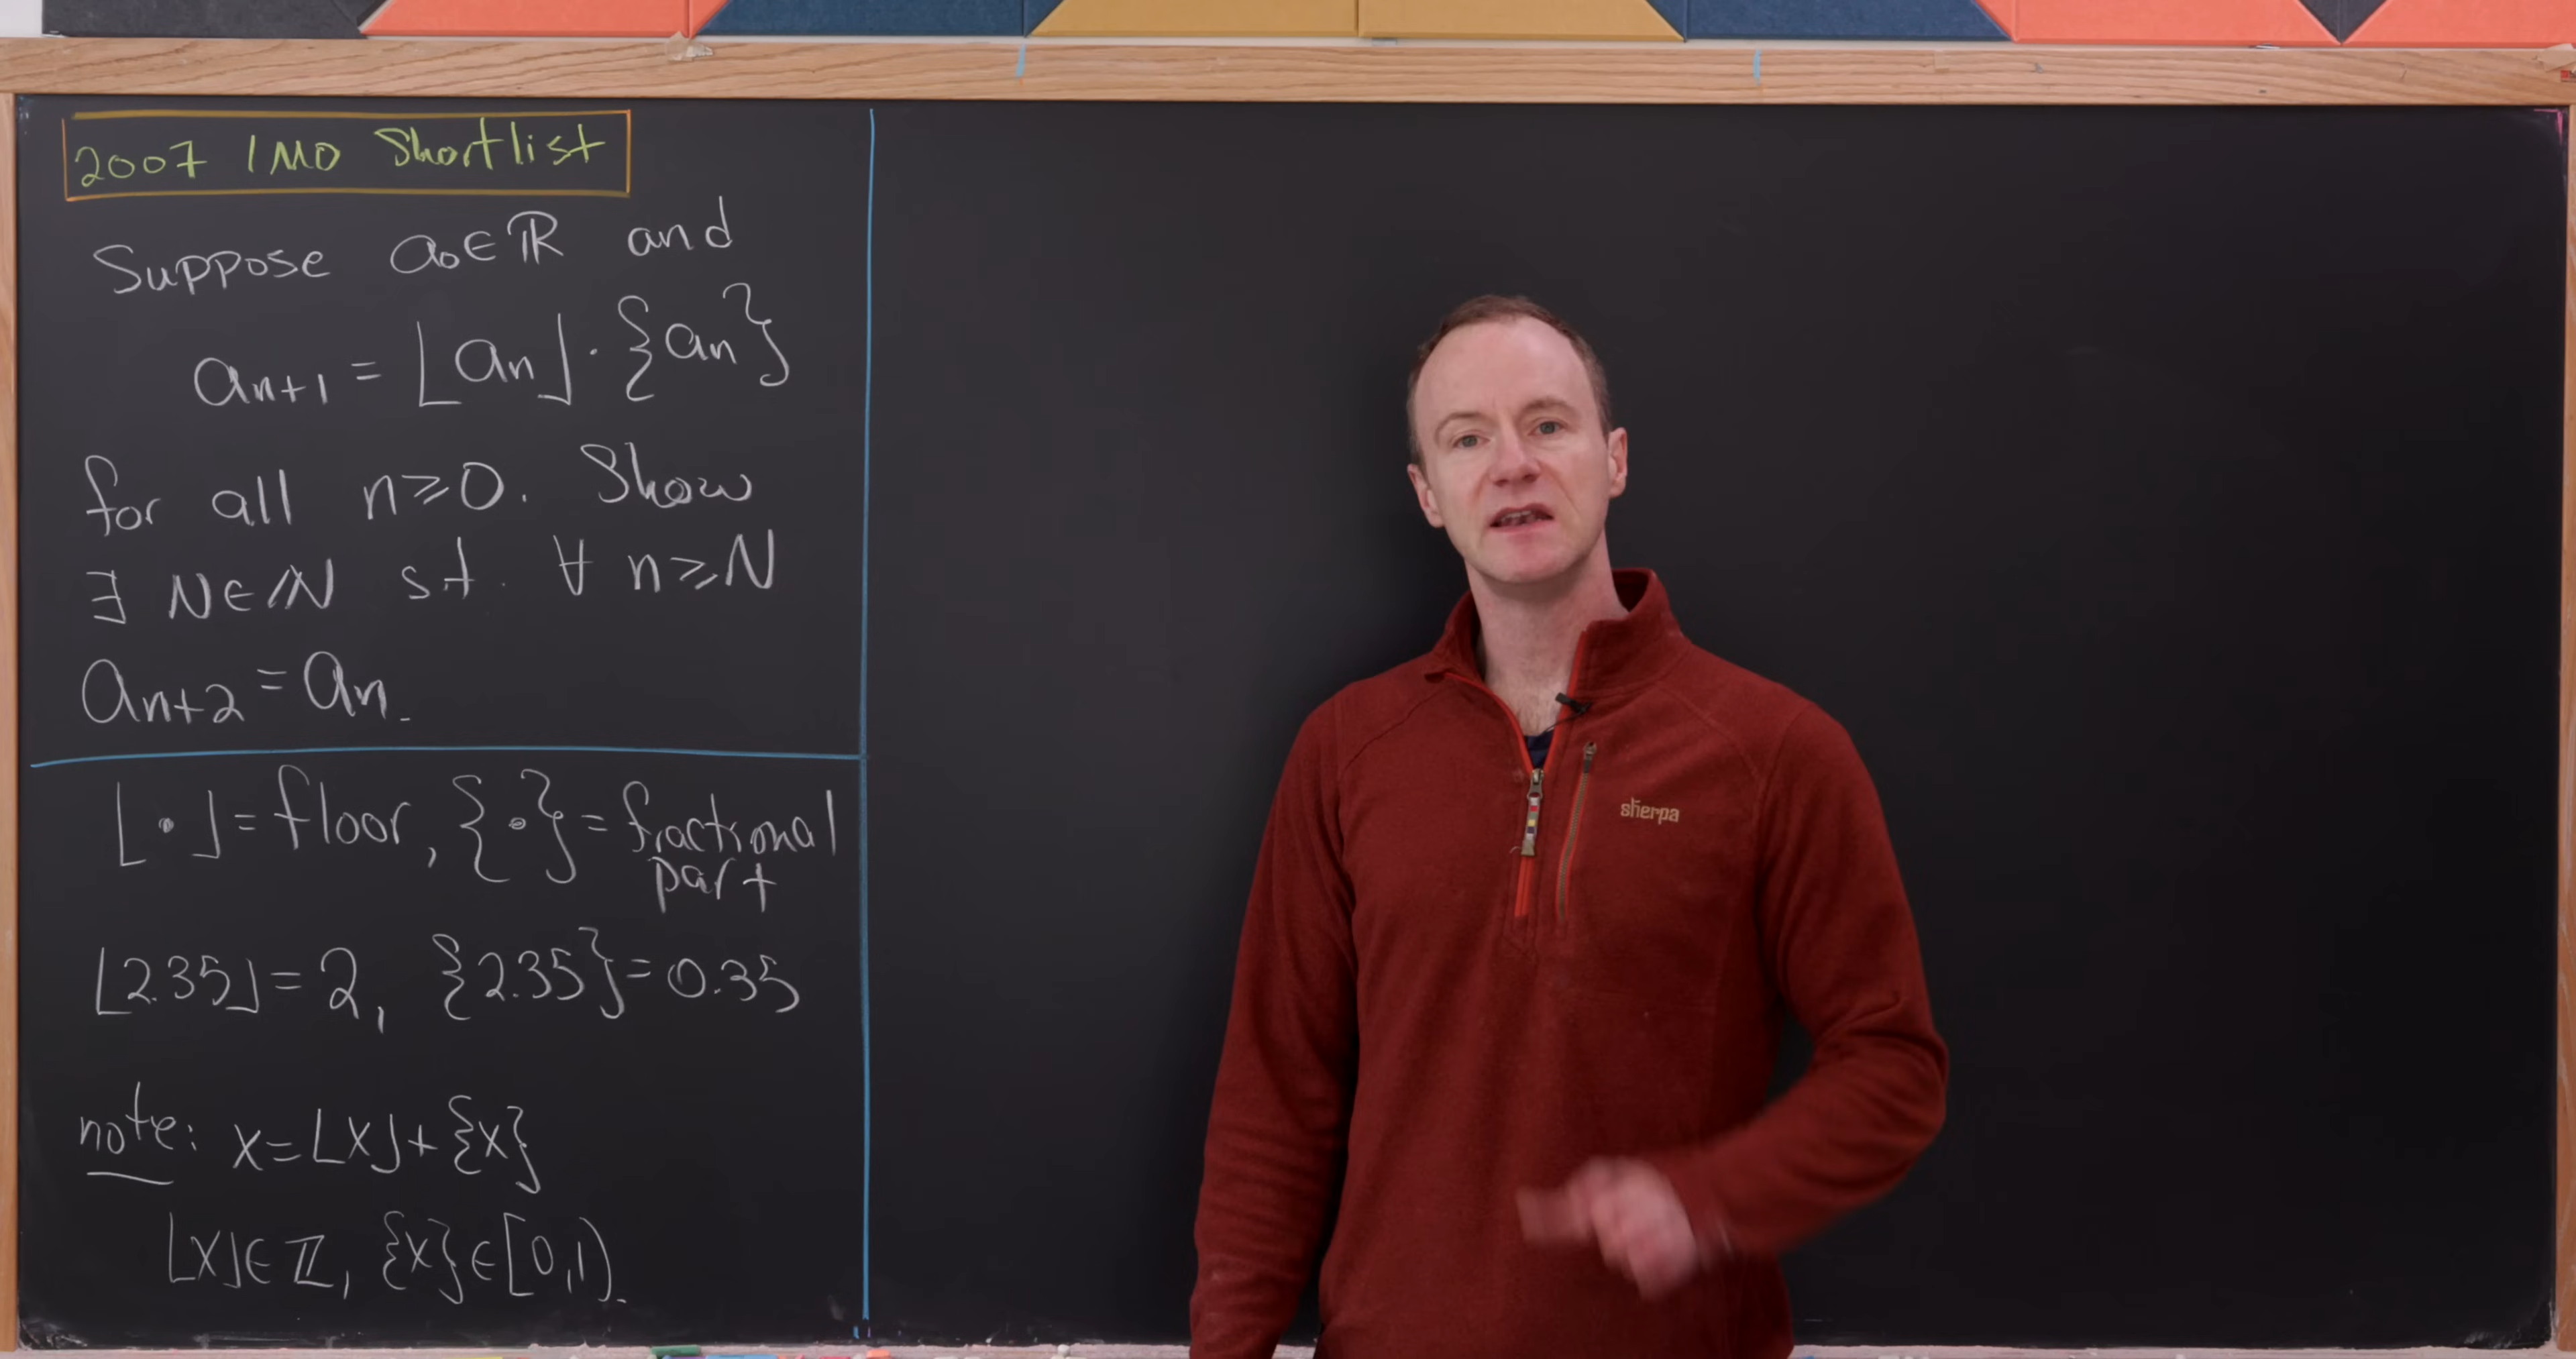 2007 IMO Shortlist
Suppose a₀∈ℝ and
aₙ₊₁ = ⌊aₙ⌋·{aₙ}
for all n≥0. Show
∃ N∈ℕ st. ∀ n≥N
aₙ₊₂ = aₙ.
⌊•⌋ = floor, {•} = fractional
part
⌊2.35⌋ = 2, {2.35} = 0.35
note: x = ⌊x⌋ + {x}
⌊x⌋∈ℤ, {x}∈[0,1).
sherpa